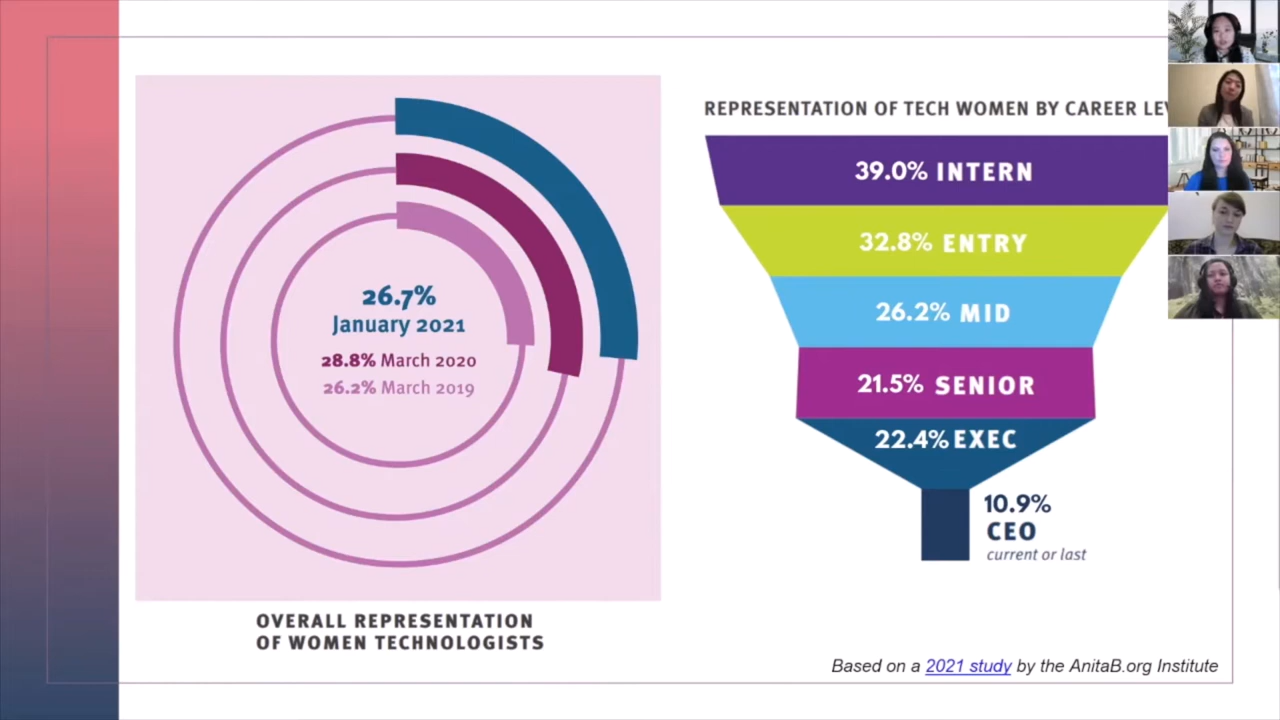 26.7%
January 2021
28.8% March 2020
26.2% March 2019
OVERALL REPRESENTATION
OF WOMEN TECHNOLOGISTS
REPRESENTATION OF TECH WOMEN BY CAREER LE
39.0% INTERN
32.8% ENTRY
26.2% MID
21.5% SENIOR
22.4% EXEC
10.9%
CEO
current or last
Based on a 2021 study by the AnitaB.org Institute